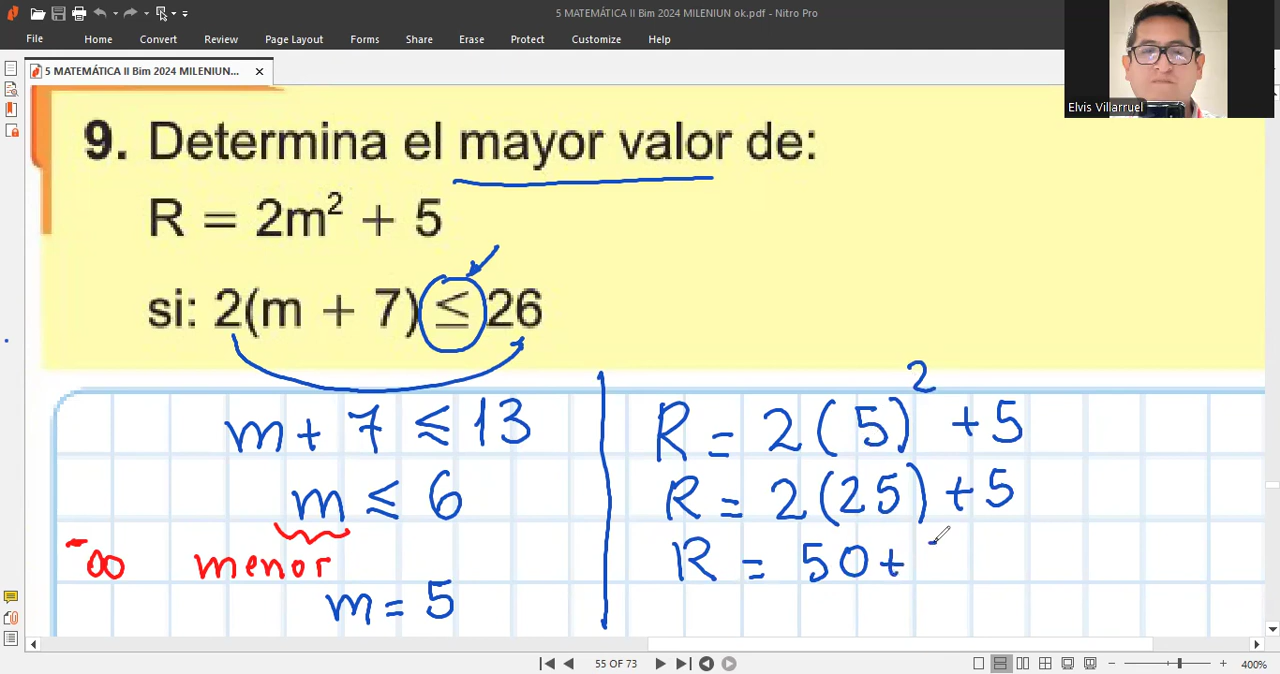 5 MATEMÁTICA II Bim 2024 MILENIUN ok.pdf - Nitro Pro
File Home Convert Review Page Layout Forms Share Erase Protect Customize Help
5 MATEMÁTICA II Bim 2024 MILENIUN... ×
Elvis Villarruel
9. Determina el mayor valor de:
R = 2m² + 5
si: 2(m + 7) ≤ 26
m + 7 ≤ 13
m ≤ 6
-∞ menor
m = 5
R = 2(5)² + 5
R = 2(25) + 5
R = 50 +
55 OF 73
400%